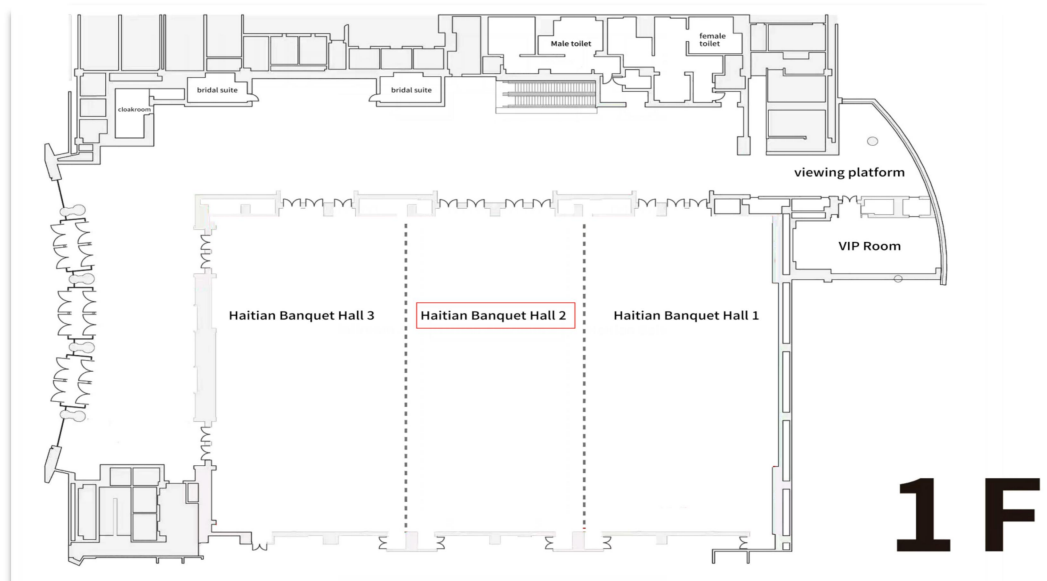 Male toilet
female
toilet
bridal suite
bridal suite
cloakroom
viewing platform
VIP Room
Haitian Banquet Hall 3
Haitian Banquet Hall 2
Haitian Banquet Hall 1
1 F